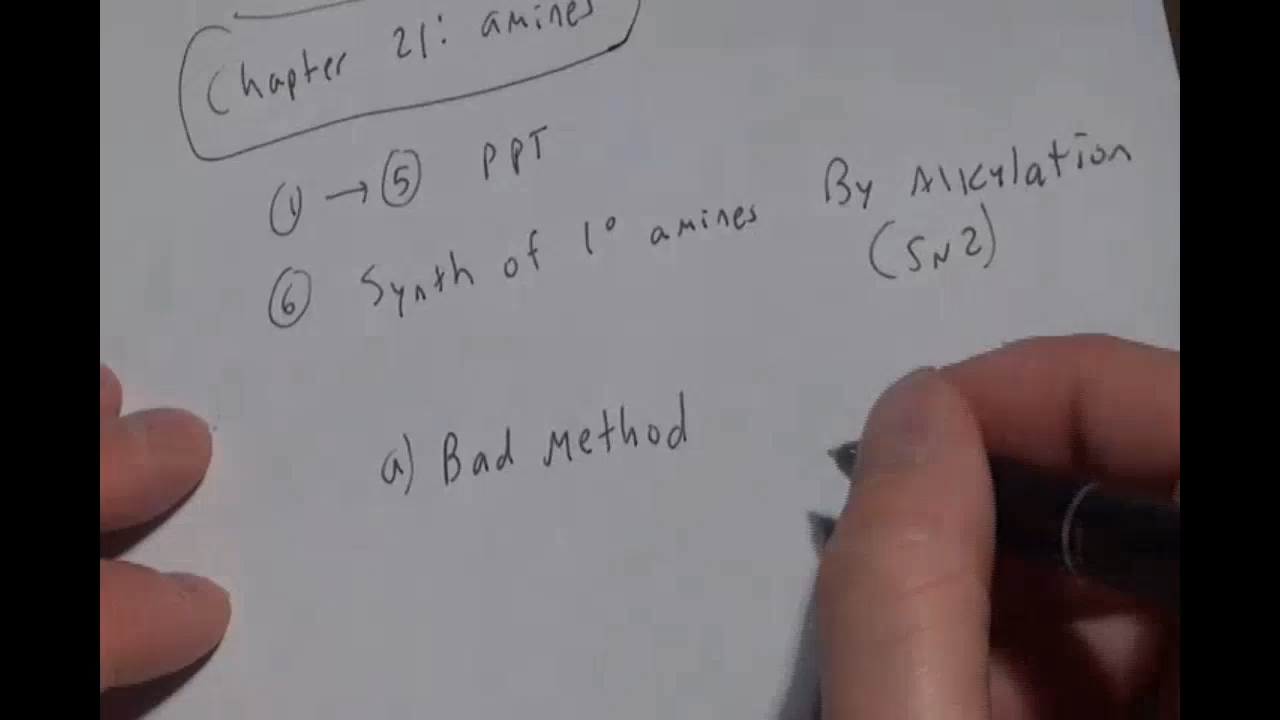 Chapter 21: amines
① → ⑤ PPT
⑥ Synth of 1° amines By Alkylation
(SN2)
a) Bad Method